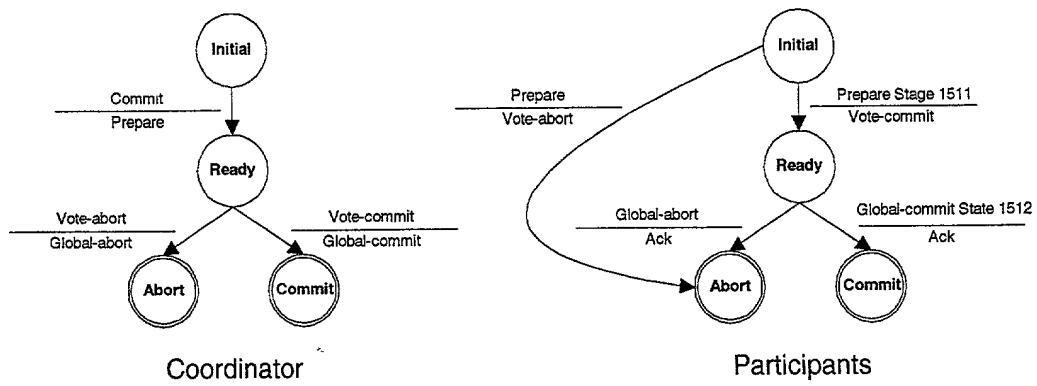 Initial
Commit
Prepare
Ready
Vote-abort
Global-abort
Vote-commit
Global-commit
Abort
Commit
Coordinator
Initial
Prepare
Vote-abort
Prepare Stage 1511
Vote-commit
Ready
Global-abort
Ack
Global-commit State 1512
Ack
Abort
Commit
Participants